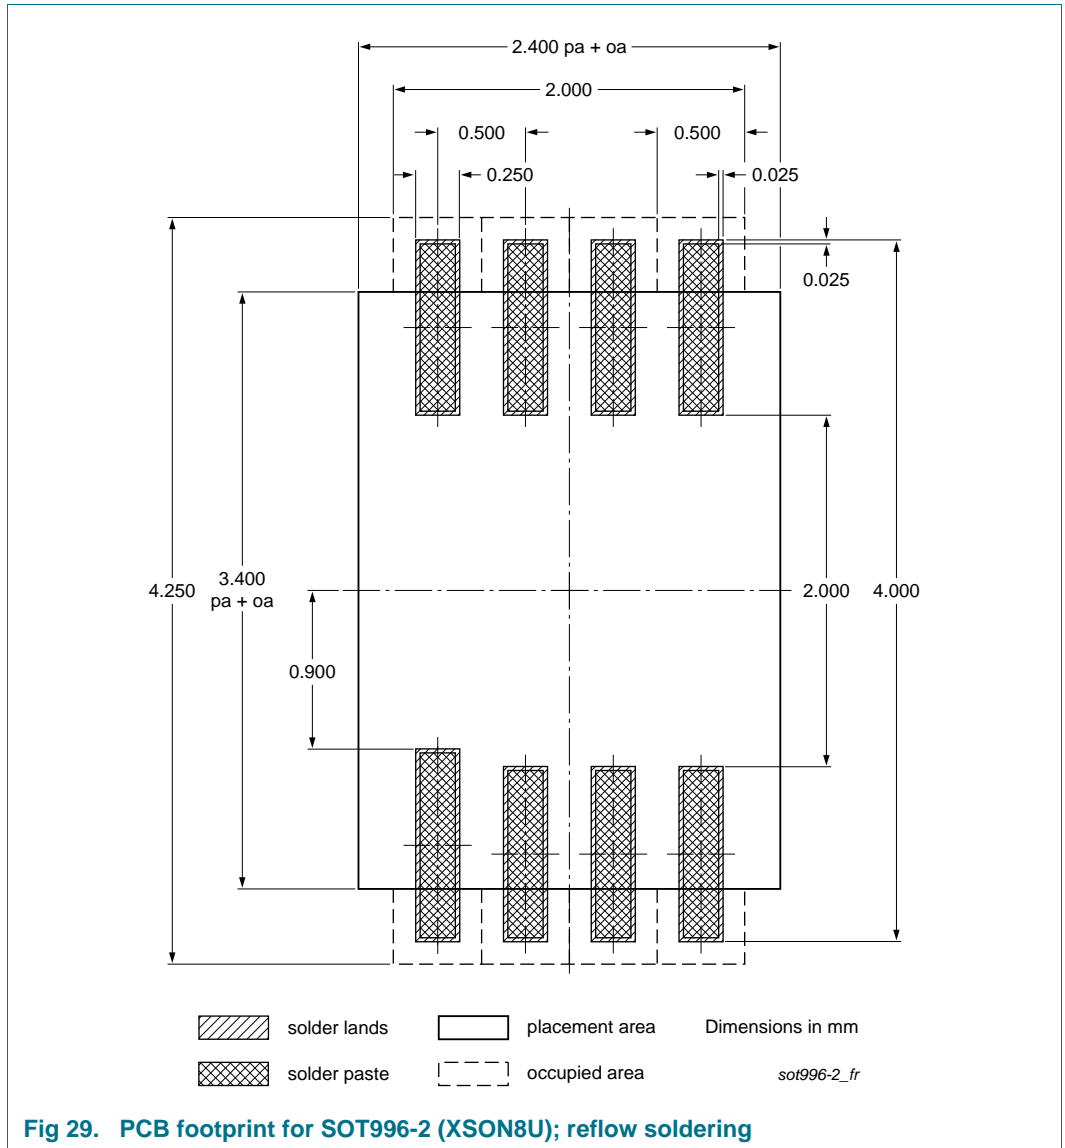 2.400 pa + oa
2.000
0.500
0.500
0.250
0.025
0.025
4.250
3.400
pa + oa
2.000
4.000
0.900
solder lands
placement area
Dimensions in mm
solder paste
occupied area
sot996-2_fr
Fig 29. PCB footprint for SOT996-2 (XSON8U); reflow soldering